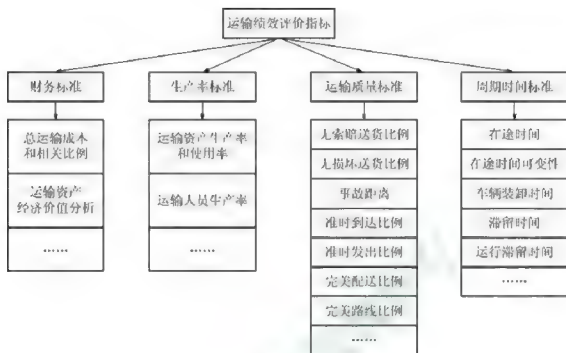 运输绩效评价指标
财务标准
总运输成本
和相关比例
运输资产
经济价值分析
……
生产率标准
运输资产生产率
和使用率
运输人员生产率
……
运输质量标准
无索赔送货比例
无损坏送货比例
事故距离
准时到达比例
准时发出比例
完美配送比例
完美路线比例
……
周期时间标准
在途时间
在途时间可变性
车辆装卸时间
滞留时间
运行滞留时间
……